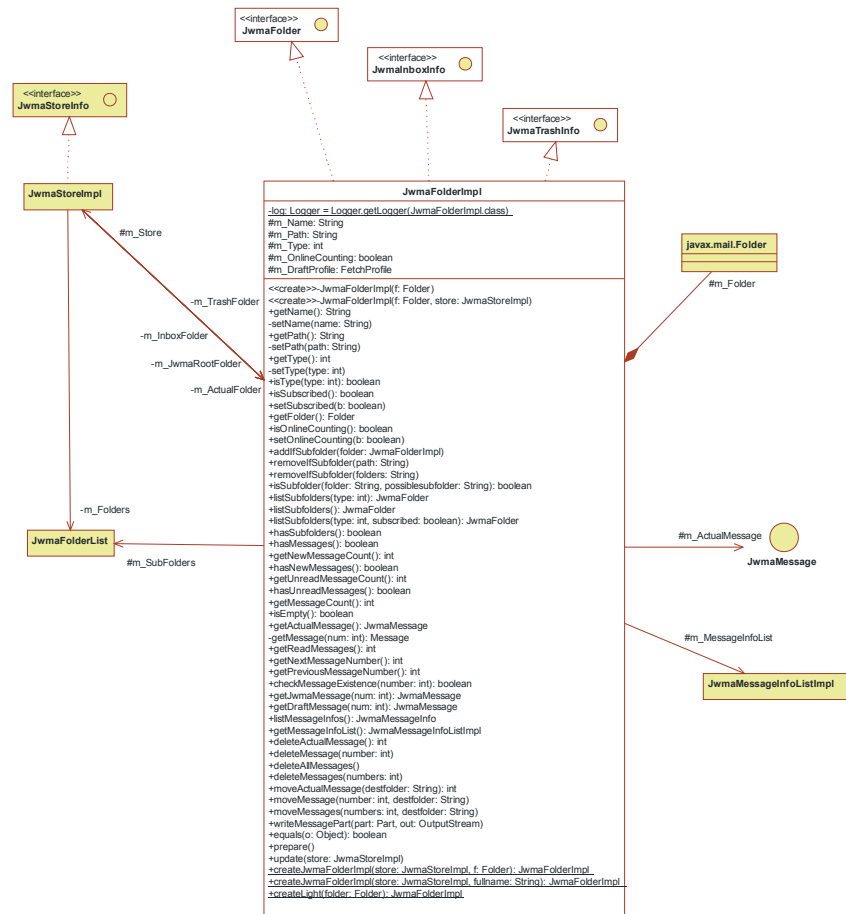 <<interface>>
JwmaFolder
<<interface>>
JwmaInboxInfo
<<interface>>
JwmaStoreInfo
<<interface>>
JwmaTrashInfo
JwmaStoreImpl
#m_Store
-m_TrashFolder
-m_InboxFolder
-m_JwmaRootFolder
-m_ActualFolder
-m_Folders
JwmaFolderList
#m_SubFolders
JwmaFolderImpl
-log: Logger = Logger.getLogger(JwmaFolderImpl.class)
#m_Name: String
#m_Path: String
#m_Type: int
#m_OnlineCounting: boolean
#m_DraftProfile: FetchProfile
<<create>>-JwmaFolderImpl(f: Folder)
<<create>>-JwmaFolderImpl(f: Folder, store: JwmaStoreImpl)
+getName(): String
-setName(name: String)
+getPath(): String
-setPath(path: String)
+getType(): int
-setType(type: int)
+isType(type: int): boolean
+isSubscribed(): boolean
+setSubscribed(b: boolean)
+getFolder(): Folder
+isOnlineCounting(): boolean
+setOnlineCounting(b: boolean)
+addIfSubfolder(folder: JwmaFolderImpl)
+removeIfSubfolder(path: String)
+removeIfSubfolder(folders: String)
+isSubfolder(folder: String, possiblesubfolder: String): boolean
+listSubfolders(type: int): JwmaFolder
+listSubfolders(): JwmaFolder
+listSubfolders(type: int, subscribed: boolean): JwmaFolder
+hasSubfolders(): boolean
+hasMessages(): boolean
+getNewMessageCount(): int
+hasNewMessages(): boolean
+getUnreadMessageCount(): int
+hasUnreadMessages(): boolean
+getMessageCount(): int
+isEmpty(): boolean
+getActualMessage(): JwmaMessage
-getMessage(num: int): Message
+getReadMessages(): int
+getNextMessageNumber(): int
+getPreviousMessageNumber(): int
+checkMessageExistence(number: int): boolean
+getJwmaMessage(num: int): JwmaMessage
+getDraftMessage(num: int): JwmaMessage
+listMessageInfos(): JwmaMessageInfo
+getMessageInfoList(): JwmaMessageInfoListImpl
+deleteActualMessage(): int
+deleteMessage(number: int)
+deleteAllMessages()
+deleteMessages(numbers: int)
+moveActualMessage(destfolder: String): int
+moveMessage(number: int, destfolder: String)
+moveMessages(numbers: int, destfolder: String)
+writeMessagePart(part: Part, out: OutputStream)
+equals(o: Object): boolean
+prepare()
+update(store: JwmaStoreImpl)
+createJwmaFolderImpl(store: JwmaStoreImpl, f: Folder): JwmaFolderImpl
+createJwmaFolderImpl(store: JwmaStoreImpl, fullname: String): JwmaFolderImpl
+createLight(folder: Folder): JwmaFolderImpl
javax.mail.Folder
#m_Folder
#m_ActualMessage
JwmaMessage
#m_MessageInfoList
JwmaMessageInfoListImpl